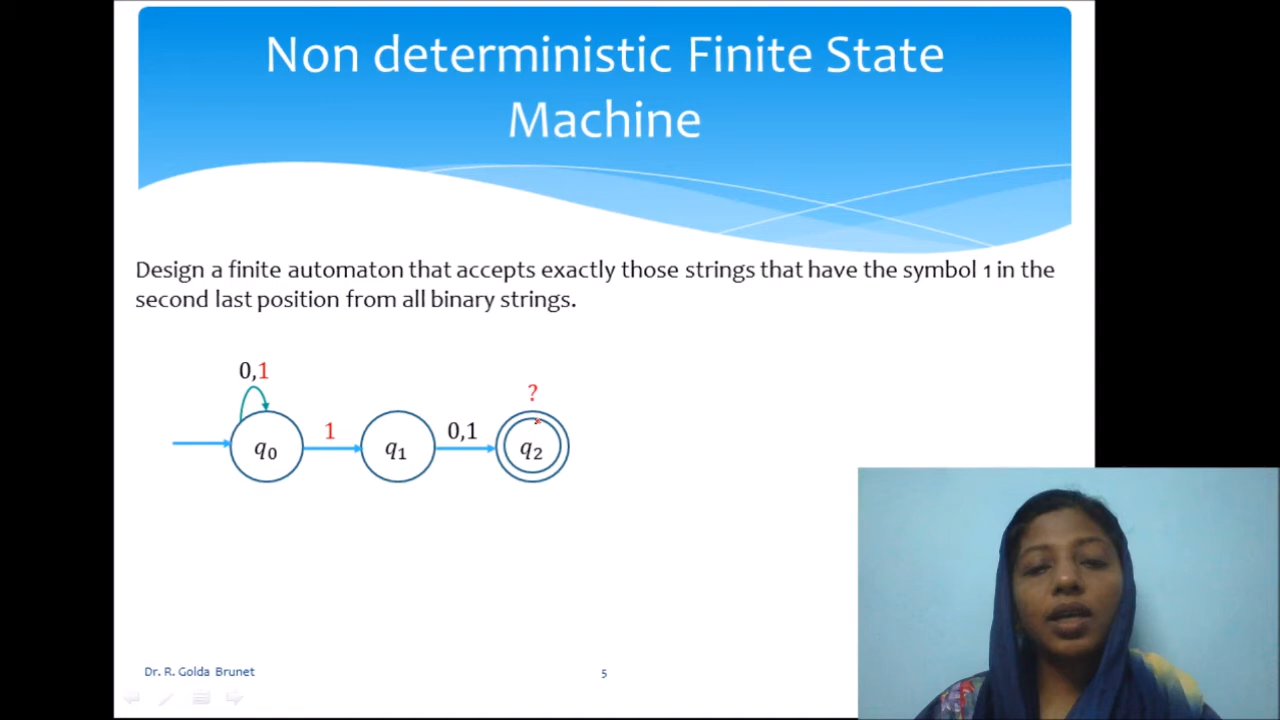 Non deterministic Finite State
Machine
Design a finite automaton that accepts exactly those strings that have the symbol 1 in the
second last position from all binary strings.
0,1
?
1
0,1
q₀
q₁
q₂
Dr. R. Golda Brunet
5